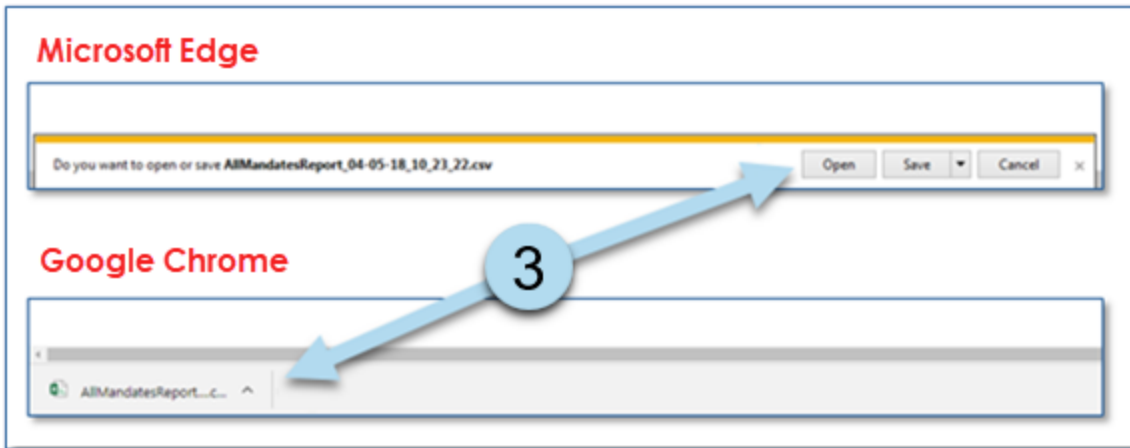 Microsoft Edge
Do you want to open or save AllMandatesReport_04-05-18_10_23_22.csv Open Save Cancel ×
3
Google Chrome
AllMandatesReport....c...